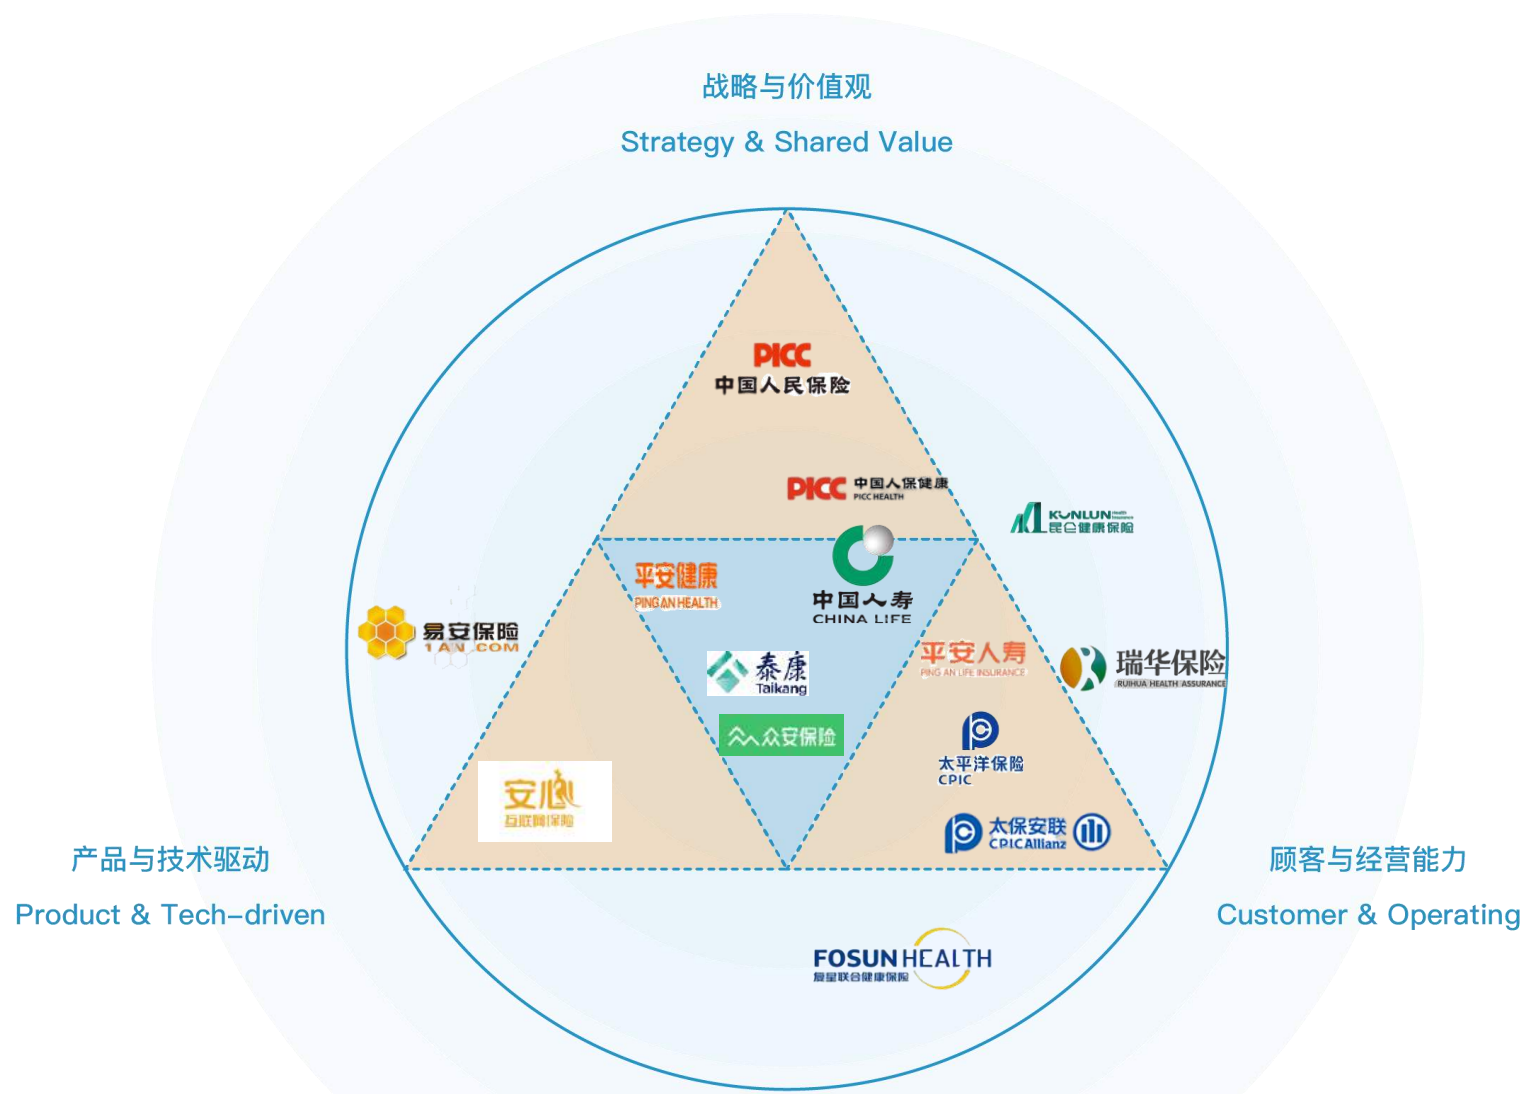 战略与价值观
Strategy & Shared Value
PICC
中国人民保险
PICC 中国人保健康
PICC HEALTH
KUNLUN Health Insurance
昆仑健康保险
平安健康
PING AN HEALTH
中国人寿
CHINA LIFE
易安保险
1AN.COM
平安人寿
PING AN LIFE INSURANCE
瑞华保险
RUIHUA HEALTH ASSURANCE
泰康
Taikang
众安保险
太平洋保险
CPIC
安心
互联网保险
太保安联
CPIC Allianz
产品与技术驱动
Product & Tech-driven
顾客与经营能力
Customer & Operating
FOSUN HEALTH
复星联合健康保险